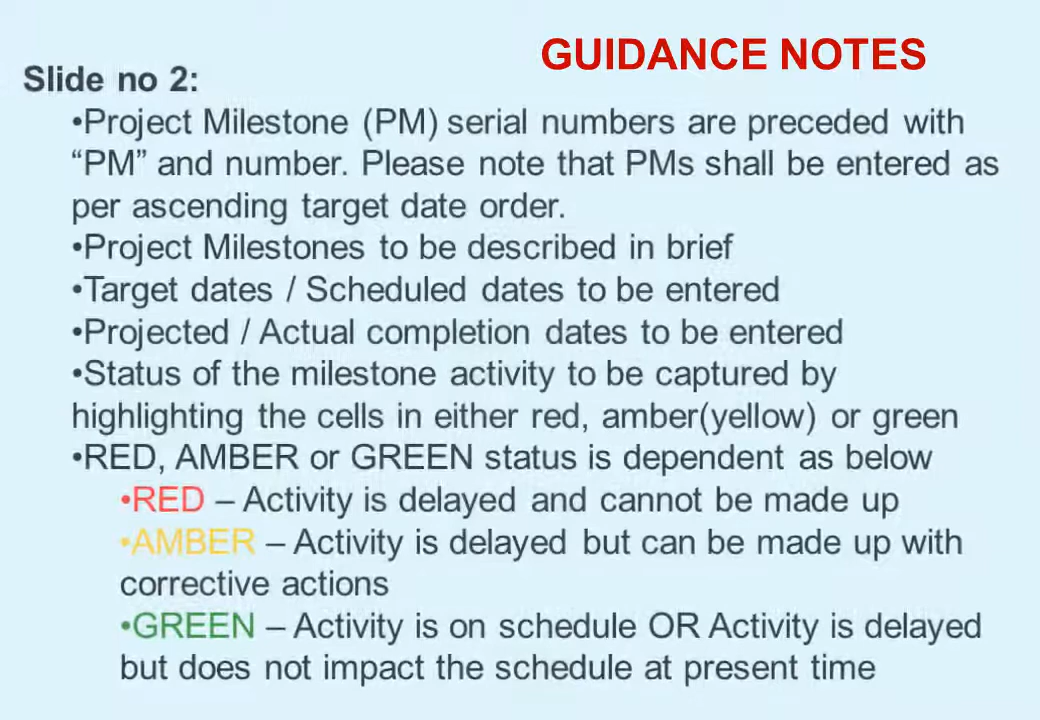 GUIDANCE NOTES
Slide no 2:
•Project Milestone (PM) serial numbers are preceded with
“PM” and number. Please note that PMs shall be entered as
per ascending target date order.
•Project Milestones to be described in brief
•Target dates / Scheduled dates to be entered
•Projected / Actual completion dates to be entered
•Status of the milestone activity to be captured by
highlighting the cells in either red, amber(yellow) or green
•RED, AMBER or GREEN status is dependent as below
•RED – Activity is delayed and cannot be made up
•AMBER – Activity is delayed but can be made up with
corrective actions
•GREEN – Activity is on schedule OR Activity is delayed
but does not impact the schedule at present time